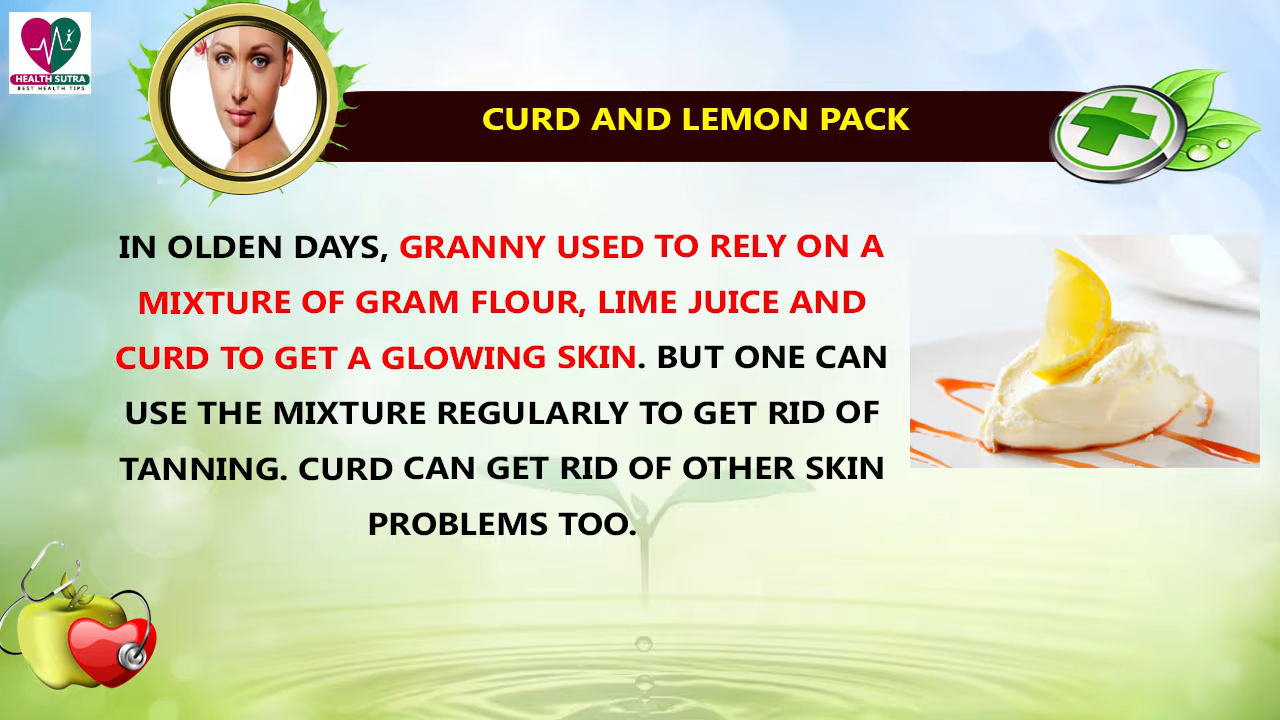 HEALTH SUTRA
BEST HEALTH TIPS
CURD AND LEMON PACK
IN OLDEN DAYS, GRANNY USED TO RELY ON A
MIXTURE OF GRAM FLOUR, LIME JUICE AND
CURD TO GET A GLOWING SKIN. BUT ONE CAN
USE THE MIXTURE REGULARLY TO GET RID OF
TANNING. CURD CAN GET RID OF OTHER SKIN
PROBLEMS TOO.